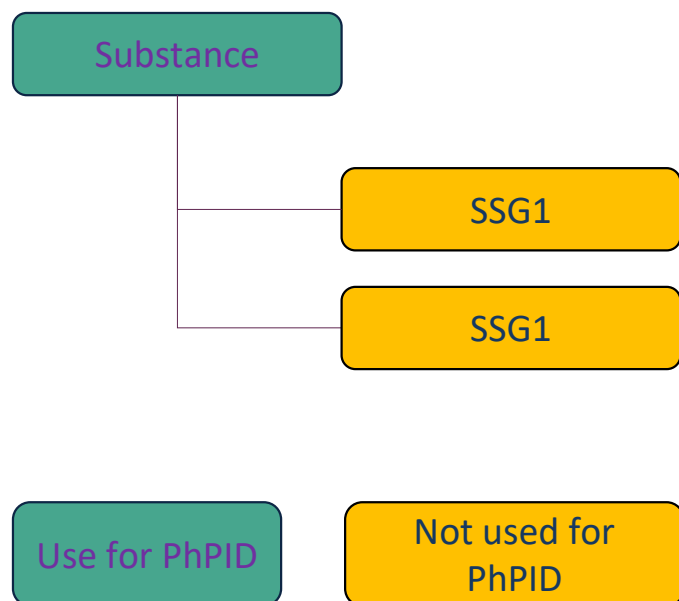 Substance
SSG1
SSG1
Use for PhPID
Not used for
PhPID